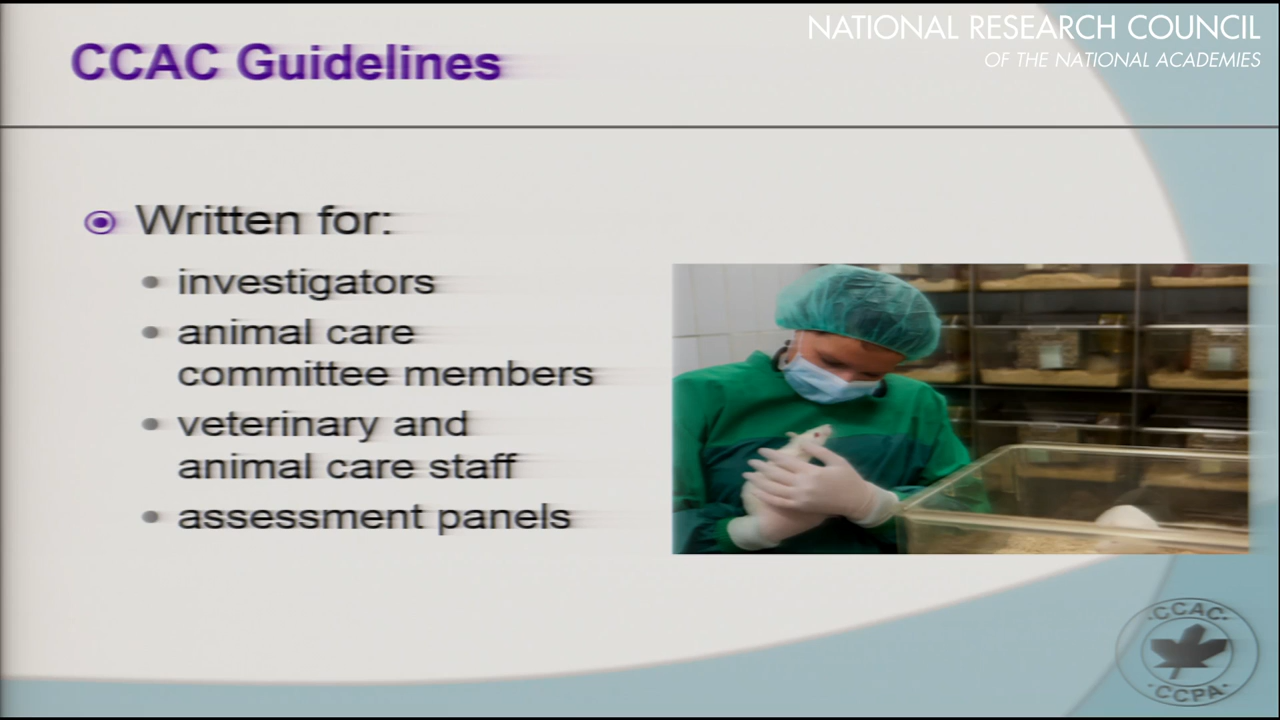 NATIONAL RESEARCH COUNCIL
OF THE NATIONAL ACADEMIES
CCAC Guidelines
Written for:
investigators
animal care
committee members
veterinary and
animal care staff
assessment panels
CCAC
CCPA